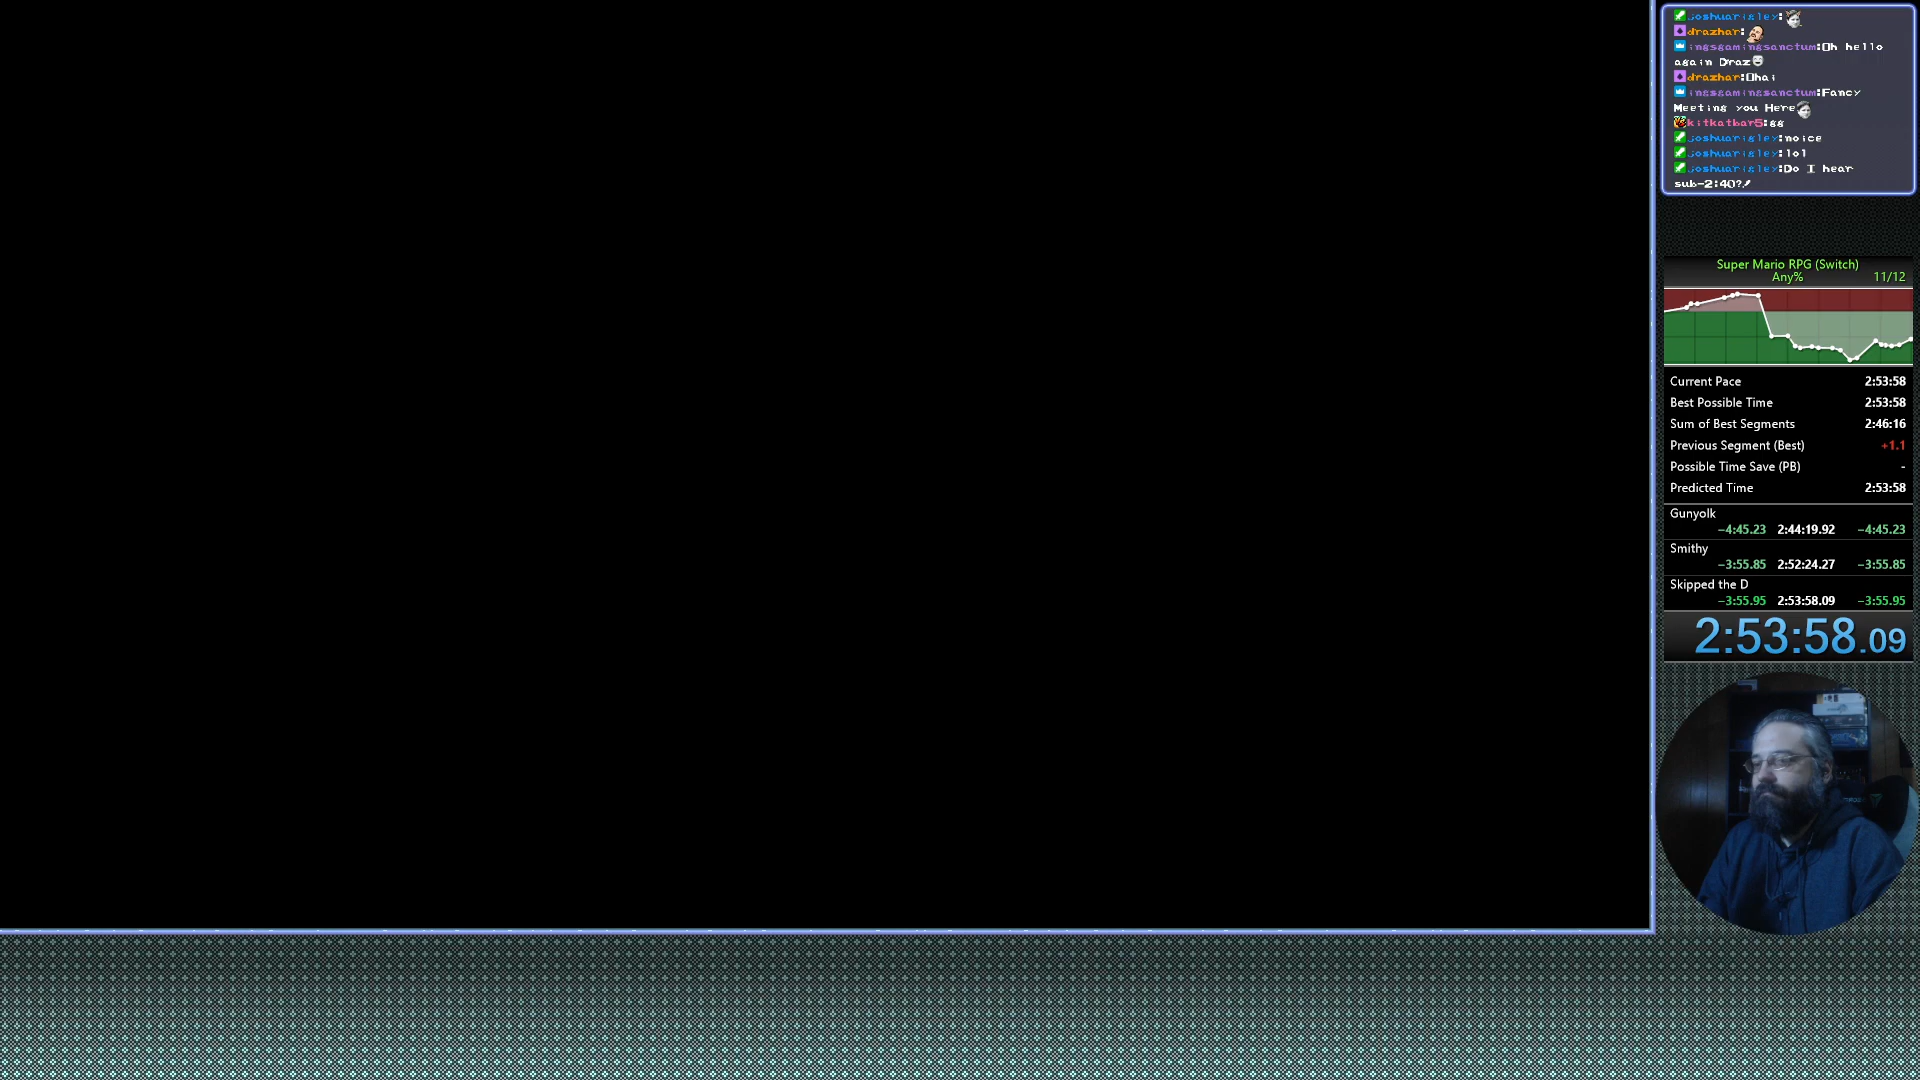 joshuarigley:
drazhar:
ingsgamingsanctum:Oh hello
again Draz
drazhar:Ohai
ingsgamingsanctum:Fancy
Meeting you Here
kitkatbar5:gg
joshuarigley:noice
joshuarigley:lol
joshuarigley:Do I hear
sub-2:40?
Super Mario RPG (Switch)
Any% 11/12
Current Pace 2:53:58
Best Possible Time 2:53:58
Sum of Best Segments 2:46:16
Previous Segment (Best) +1.1
Possible Time Save (PB) -
Predicted Time 2:53:58
Gunyolk
−4:45.23 2:44:19.92 −4:45.23
Smithy
−3:55.85 2:52:24.27 −3:55.85
Skipped the D
−3:55.95 2:53:58.09 −3:55.95
2:53:58.09